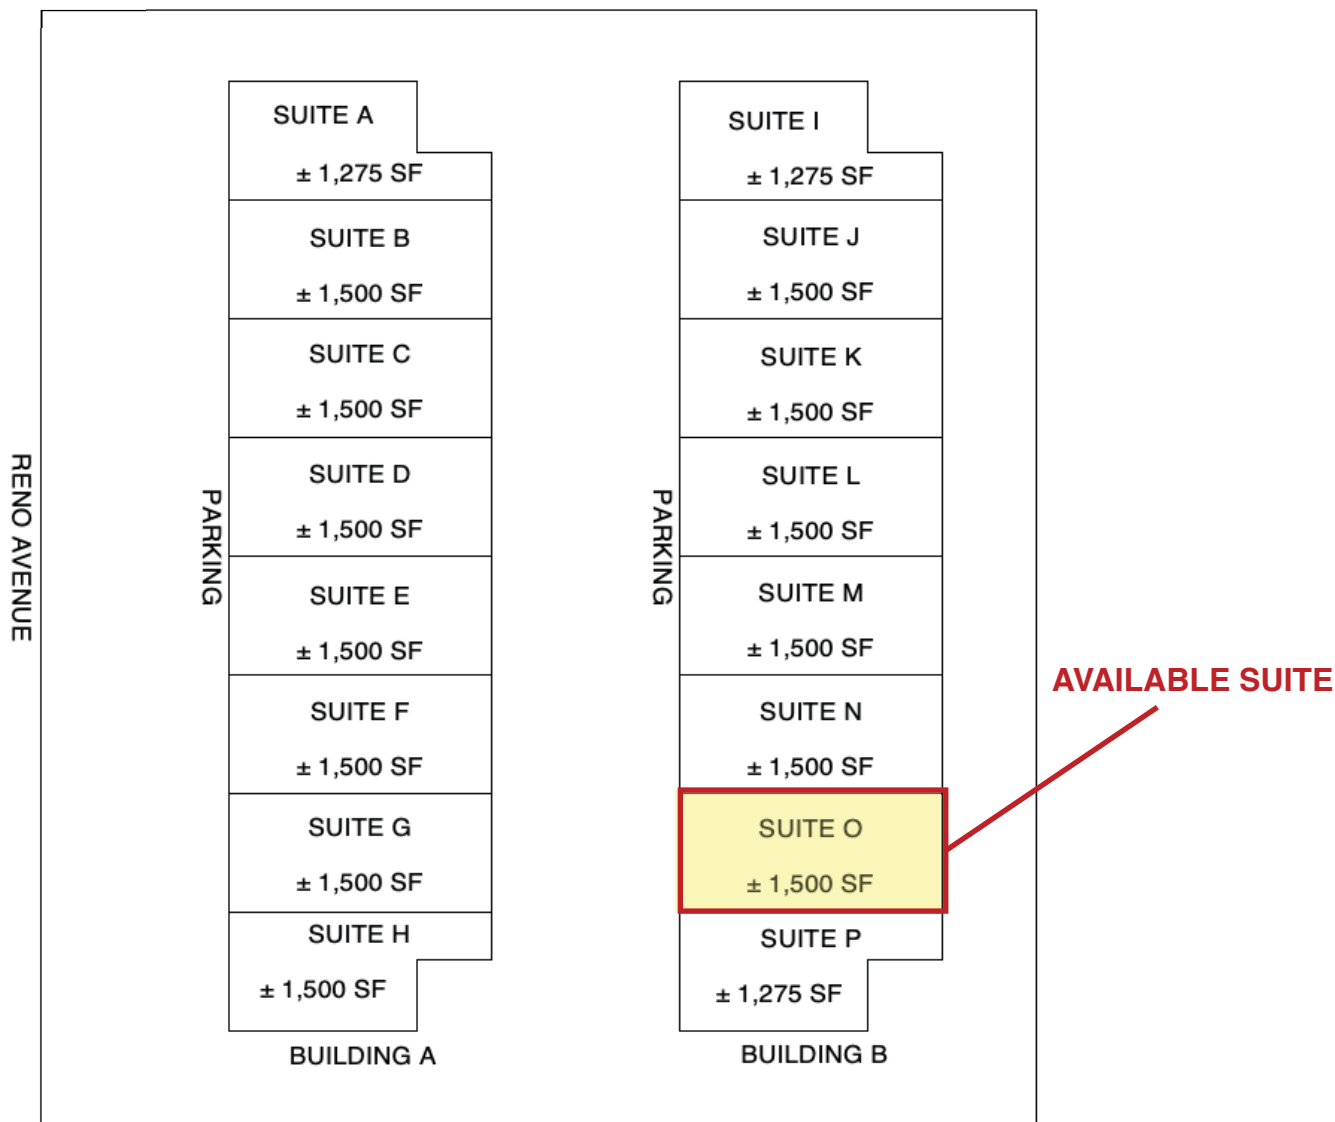 RENO AVENUE
PARKING
SUITE A
± 1,275 SF
SUITE B
± 1,500 SF
SUITE C
± 1,500 SF
SUITE D
± 1,500 SF
SUITE E
± 1,500 SF
SUITE F
± 1,500 SF
SUITE G
± 1,500 SF
SUITE H
± 1,500 SF
BUILDING A
PARKING
SUITE I
± 1,275 SF
SUITE J
± 1,500 SF
SUITE K
± 1,500 SF
SUITE L
± 1,500 SF
SUITE M
± 1,500 SF
SUITE N
± 1,500 SF
SUITE O
± 1,500 SF
SUITE P
± 1,275 SF
BUILDING B
AVAILABLE SUITE